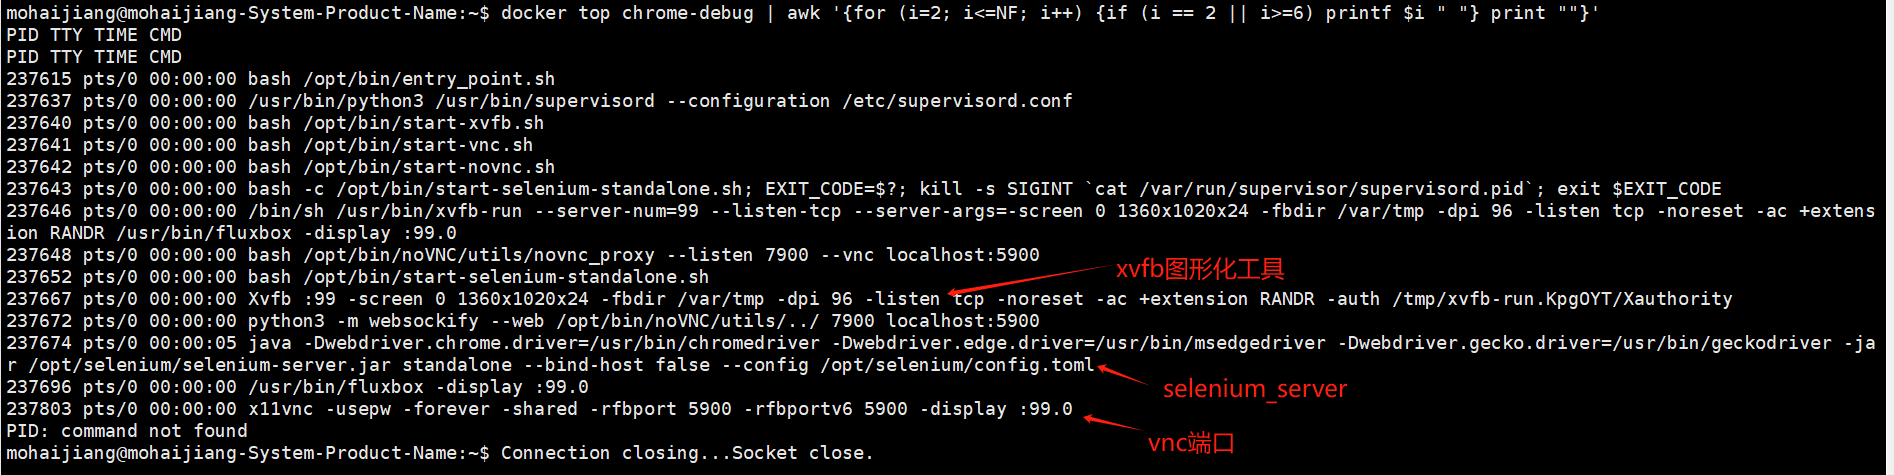 mohaijiang@mohaijiang-System-Product-Name:~$ docker top chrome-debug | awk '{for (i=2; i<=NF; i++) {if (i == 2 || i>=6) printf $i " "} print ""}'
PID TTY TIME CMD
PID TTY TIME CMD
237615 pts/0 00:00:00 bash /opt/bin/entry_point.sh
237637 pts/0 00:00:00 /usr/bin/python3 /usr/bin/supervisord --configuration /etc/supervisord.conf
237640 pts/0 00:00:00 bash /opt/bin/start-xvfb.sh
237641 pts/0 00:00:00 bash /opt/bin/start-vnc.sh
237642 pts/0 00:00:00 bash /opt/bin/start-novnc.sh
237643 pts/0 00:00:00 bash -c /opt/bin/start-selenium-standalone.sh; EXIT_CODE=$?; kill -s SIGINT `cat /var/run/supervisor/supervisord.pid`; exit $EXIT_CODE
237646 pts/0 00:00:00 /bin/sh /usr/bin/xvfb-run --server-num=99 --listen-tcp --server-args=-screen 0 1360x1020x24 -fbdir /var/tmp -dpi 96 -listen tcp -noreset -ac +extens
ion RANDR /usr/bin/fluxbox -display :99.0
237648 pts/0 00:00:00 bash /opt/bin/noVNC/utils/novnc_proxy --listen 7900 --vnc localhost:5900
237652 pts/0 00:00:00 bash /opt/bin/start-selenium-standalone.sh
xvfb图形化工具
237667 pts/0 00:00:00 Xvfb :99 -screen 0 1360x1020x24 -fbdir /var/tmp -dpi 96 -listen tcp -noreset -ac +extension RANDR -auth /tmp/xvfb-run.KpgOYT/Xauthority
237672 pts/0 00:00:00 python3 -m websockify --web /opt/bin/noVNC/utils/../ 7900 localhost:5900
237674 pts/0 00:00:05 java -Dwebdriver.chrome.driver=/usr/bin/chromedriver -Dwebdriver.edge.driver=/usr/bin/msedgedriver -Dwebdriver.gecko.driver=/usr/bin/geckodriver -ja
r /opt/selenium/selenium-server.jar standalone --bind-host false --config /opt/selenium/config.toml
237696 pts/0 00:00:00 /usr/bin/fluxbox -display :99.0
selenium_server
237803 pts/0 00:00:00 x11vnc -usepw -forever -shared -rfbport 5900 -rfbportv6 5900 -display :99.0
PID: command not found
vnc端口
mohaijiang@mohaijiang-System-Product-Name:~$ Connection closing...Socket close.